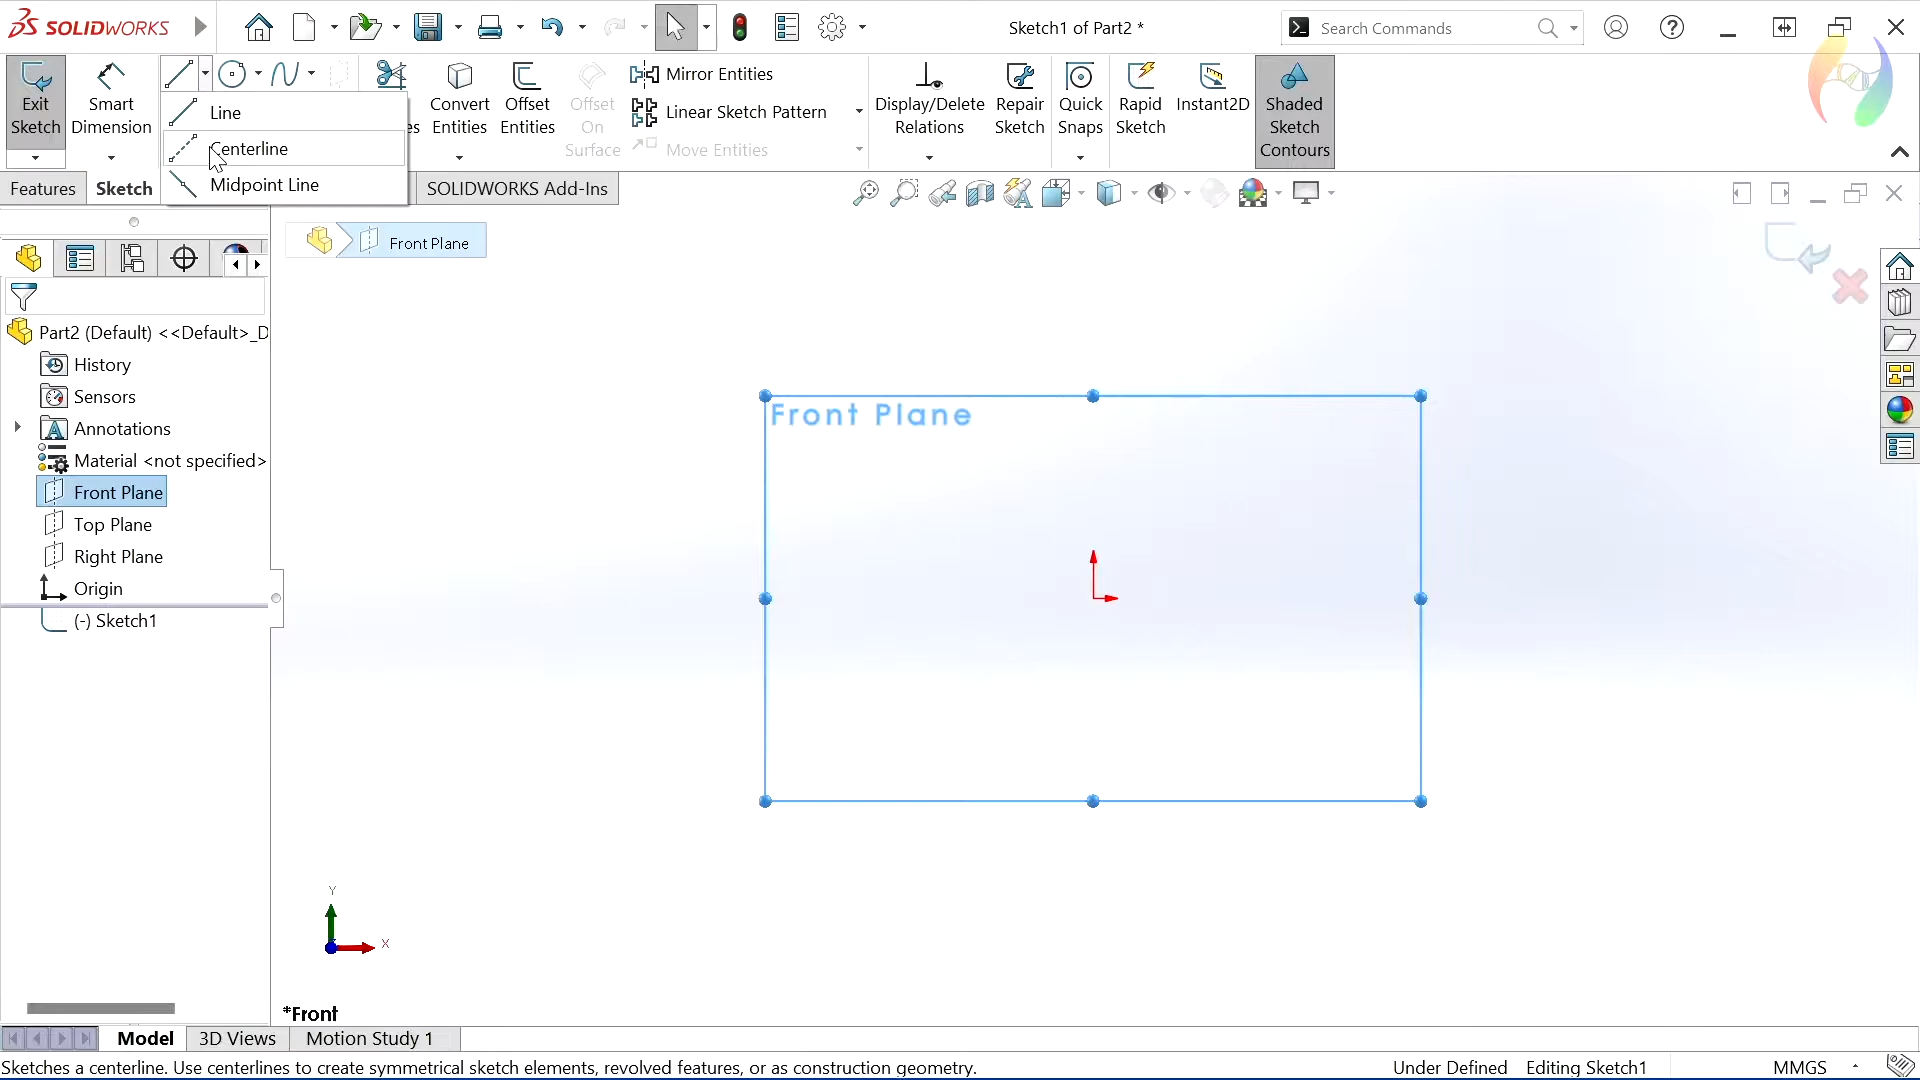 SOLIDWORKS
Sketch1 of Part2 *
Search Commands
Exit
Sketch
Smart
Dimension
Line
Centerline
Midpoint Line
es
Convert
Entities
Offset
Entities
Offset
On
Surface
Mirror Entities
Linear Sketch Pattern
Move Entities
Display/Delete
Relations
Repair
Sketch
Quick
Snaps
Rapid
Sketch
Instant2D
Shaded
Sketch
Contours
Features
Sketch
SOLIDWORKS Add-Ins
Front Plane
Part2 (Default) <<Default>_D
History
Sensors
Annotations
Material <not specified>
Front Plane
Top Plane
Right Plane
Origin
(-) Sketch1
Front Plane
Y
X
*Front
Model
3D Views
Motion Study 1
Sketches a centerline. Use centerlines to create symmetrical sketch elements, revolved features, or as construction geometry.
Under Defined
Editing Sketch1
MMGS